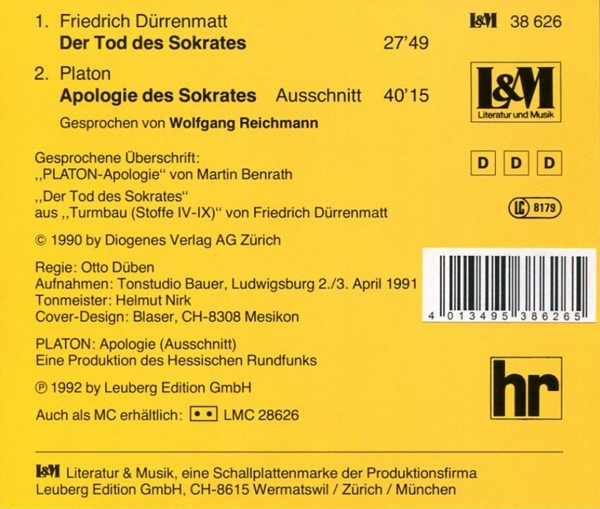 1. Friedrich Dürrenmatt
Der Tod des Sokrates 27'49
L&M 38 626
2. Platon
Apologie des Sokrates Ausschnitt 40'15
Gesprochen von Wolfgang Reichmann
L&M
Literatur und Musik
Gesprochene Überschrift:
„PLATON-Apologie“ von Martin Benrath
D D D
„Der Tod des Sokrates“
aus „Turmbau (Stoffe IV-IX)“ von Friedrich Dürrenmatt
LC 8179
© 1990 by Diogenes Verlag AG Zürich
Regie: Otto Düben
Aufnahmen: Tonstudio Bauer, Ludwigsburg 2./3. April 1991
Tonmeister: Helmut Nirk
Cover-Design: Blaser, CH-8308 Mesikon
4 013495 386265
PLATON: Apologie (Ausschnitt)
Eine Produktion des Hessischen Rundfunks
hr
℗ 1992 by Leuberg Edition GmbH
Auch als MC erhältlich: LMC 28626
L&M Literatur & Musik, eine Schallplattenmarke der Produktionsfirma
Leuberg Edition GmbH, CH-8615 Wermatswil / Zürich / München